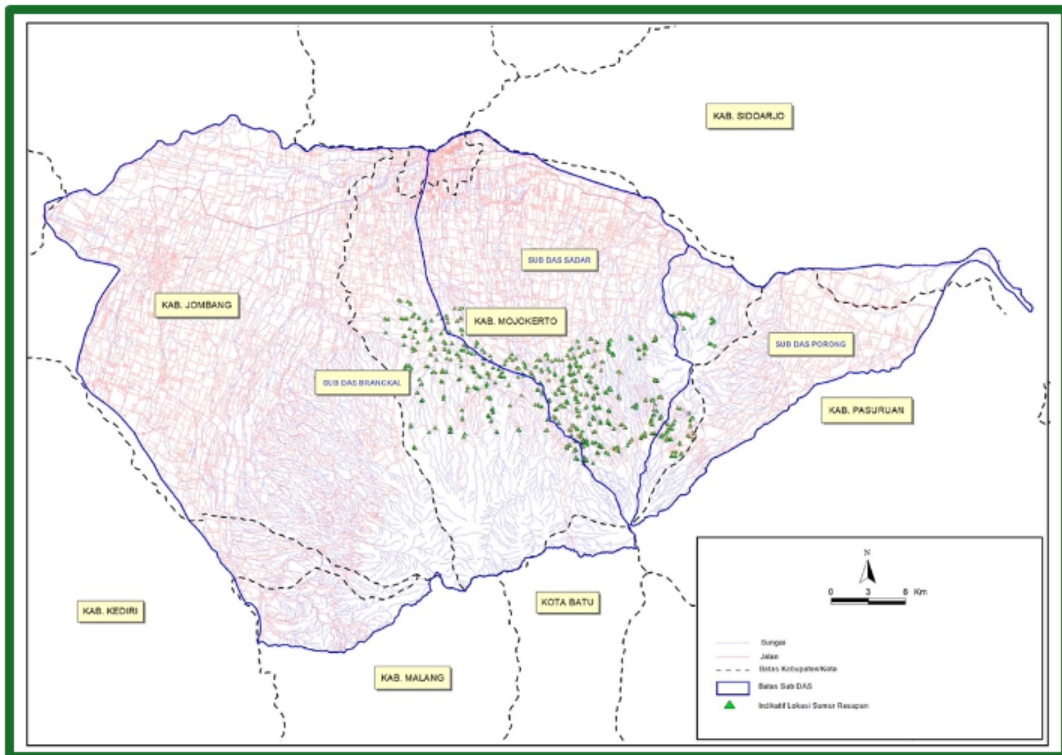 KAB. SIDOARJO
SUB DAS SADAR
KAB. JOMBANG
KAB. MOJOKERTO
SUB DAS PORONG
SUB DAS BRANGKAL
KAB. PASURUAN
KAB. KEDIRI
KOTA BATU
KAB. MALANG
N
0 3 6 Km
Sungai
Jalan
Batas Kabupaten/Kota
Batas Sub DAS
Indikatif Lokasi Sumur Resapan